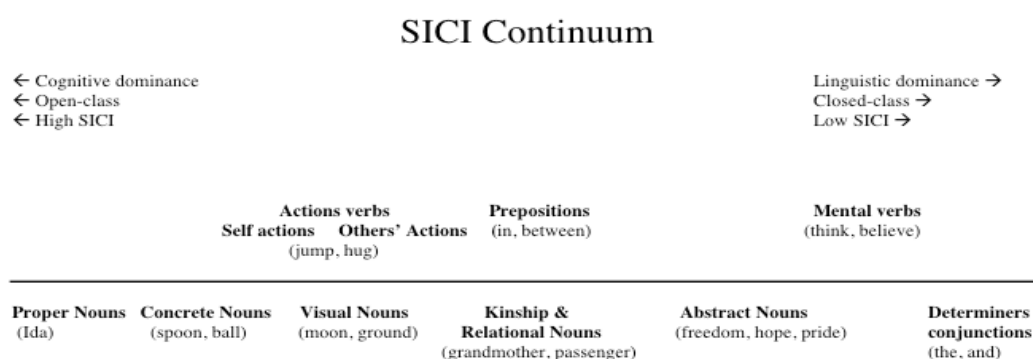 SICI Continuum
← Cognitive dominance
← Open-class
← High SICI
Linguistic dominance →
Closed-class →
Low SICI →
Actions verbs
Self actions Others' Actions
(jump, hug)
Prepositions
(in, between)
Mental verbs
(think, believe)
Proper Nouns
(Ida)
Concrete Nouns
(spoon, ball)
Visual Nouns
(moon, ground)
Kinship &
Relational Nouns
(grandmother, passenger)
Abstract Nouns
(freedom, hope, pride)
Determiners
conjunctions
(the, and)